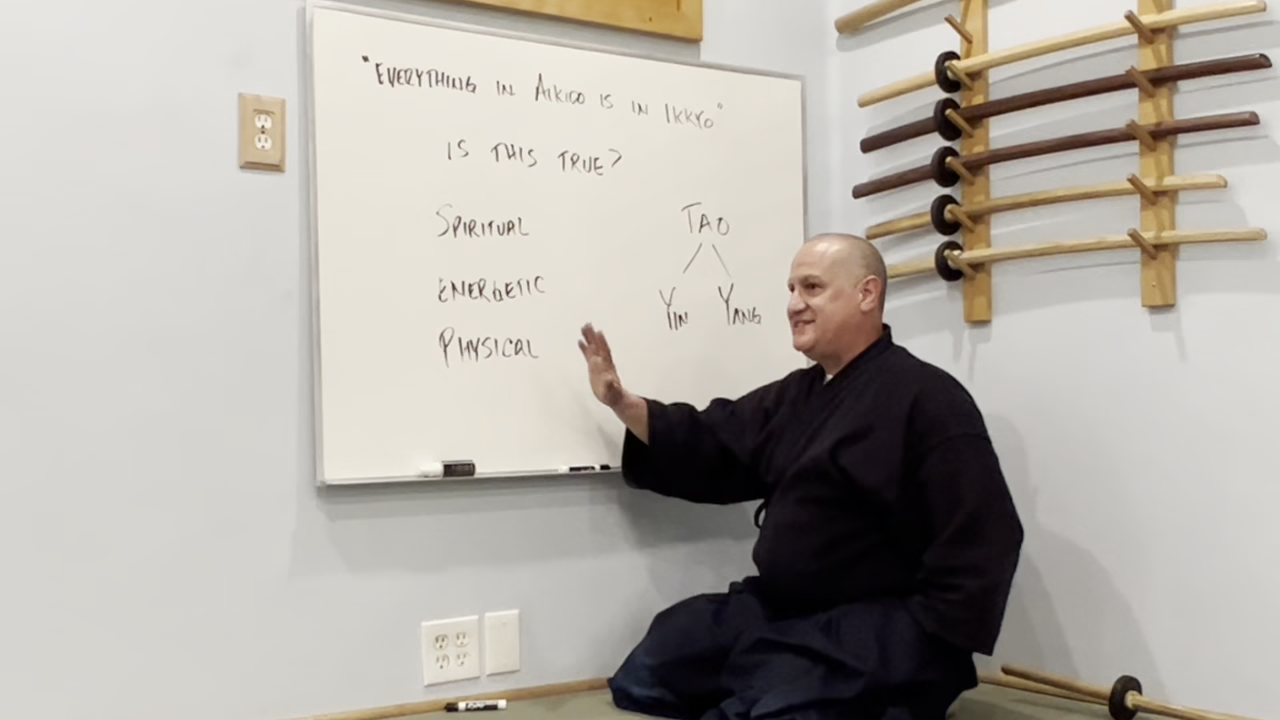 "EVERYTHING IN AIKIDO IS IN IKKYO"
IS THIS TRUE?
SPIRITUAL
ENERGETIC
PHYSICAL
TAO
YIN YANG